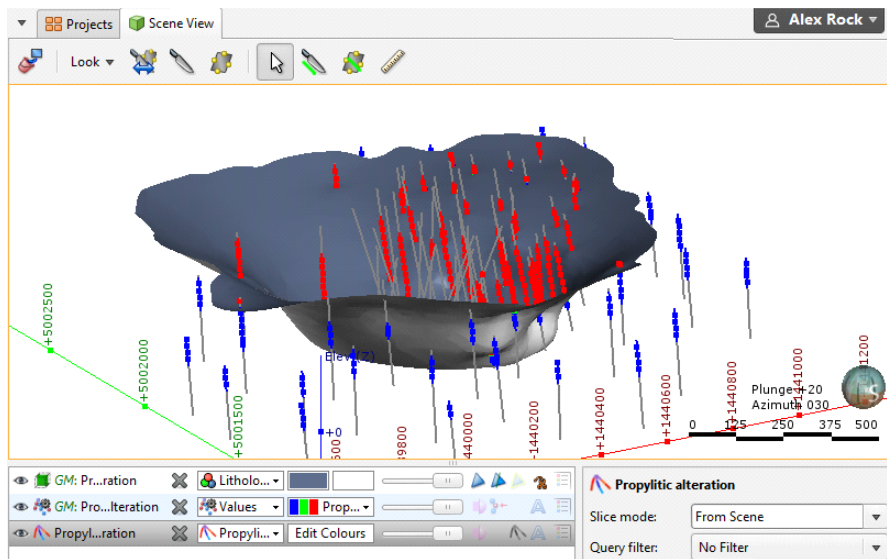 Projects
Scene View
Alex Rock
Look
+5002500
+5002000
+5001500
Elev (Z)
+0
39800
-1440200
+1440400
+1440600
+1440800
+1441000
1200
Plunge +20
Azimuth 030
0 125 250 375 500
S
GM: Pr...ration
Litholo...
GM: Pro...lteration
Values
Prop...
Propyl...ration
Propyli...
Edit Colours
Propylitic alteration
Slice mode:
From Scene
Query filter:
No Filter